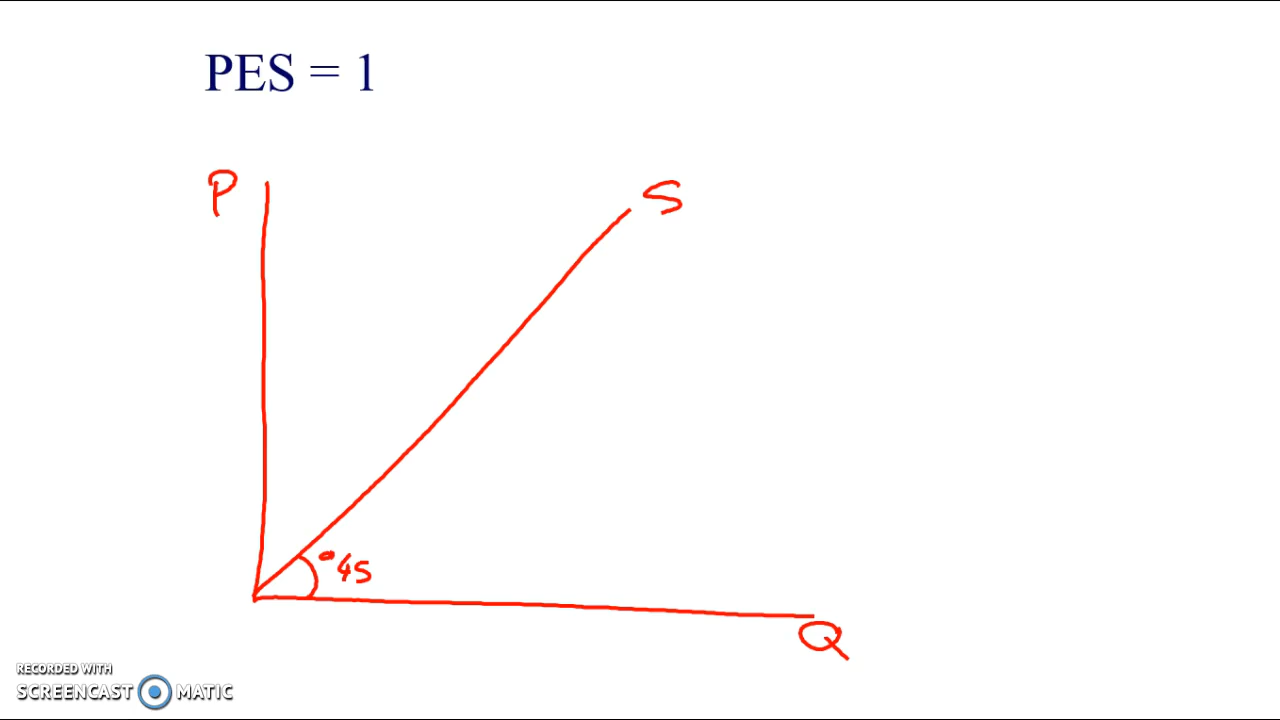 PES = 1
P
S
°45
Q
RECORDED WITH
SCREENCAST MATIC